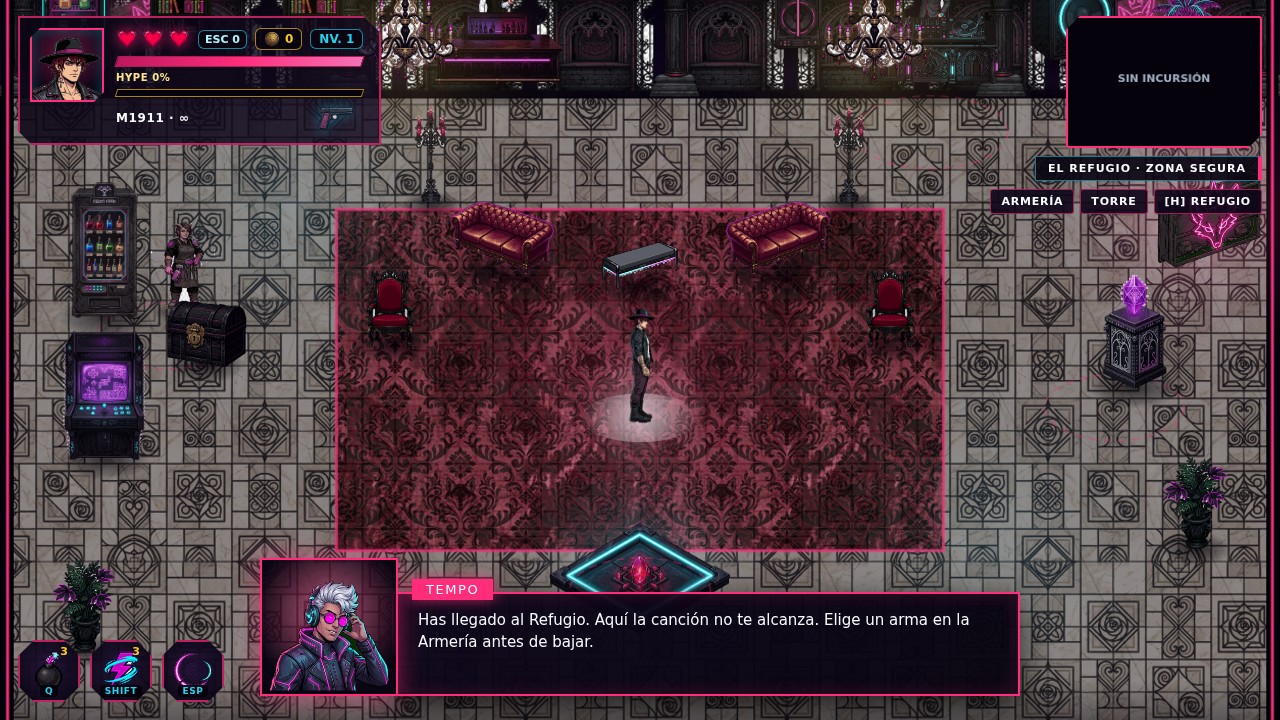 ESC 0
0
NV. 1
HYPE 0%
M1911 · ∞
SIN INCURSIÓN
EL REFUGIO · ZONA SEGURA
ARMERÍA
TORRE
[H] REFUGIO
TEMPO
Has llegado al Refugio. Aquí la canción no te alcanza. Elige un arma en la
Armería antes de bajar.
3
Q
3
SHIFT
ESP